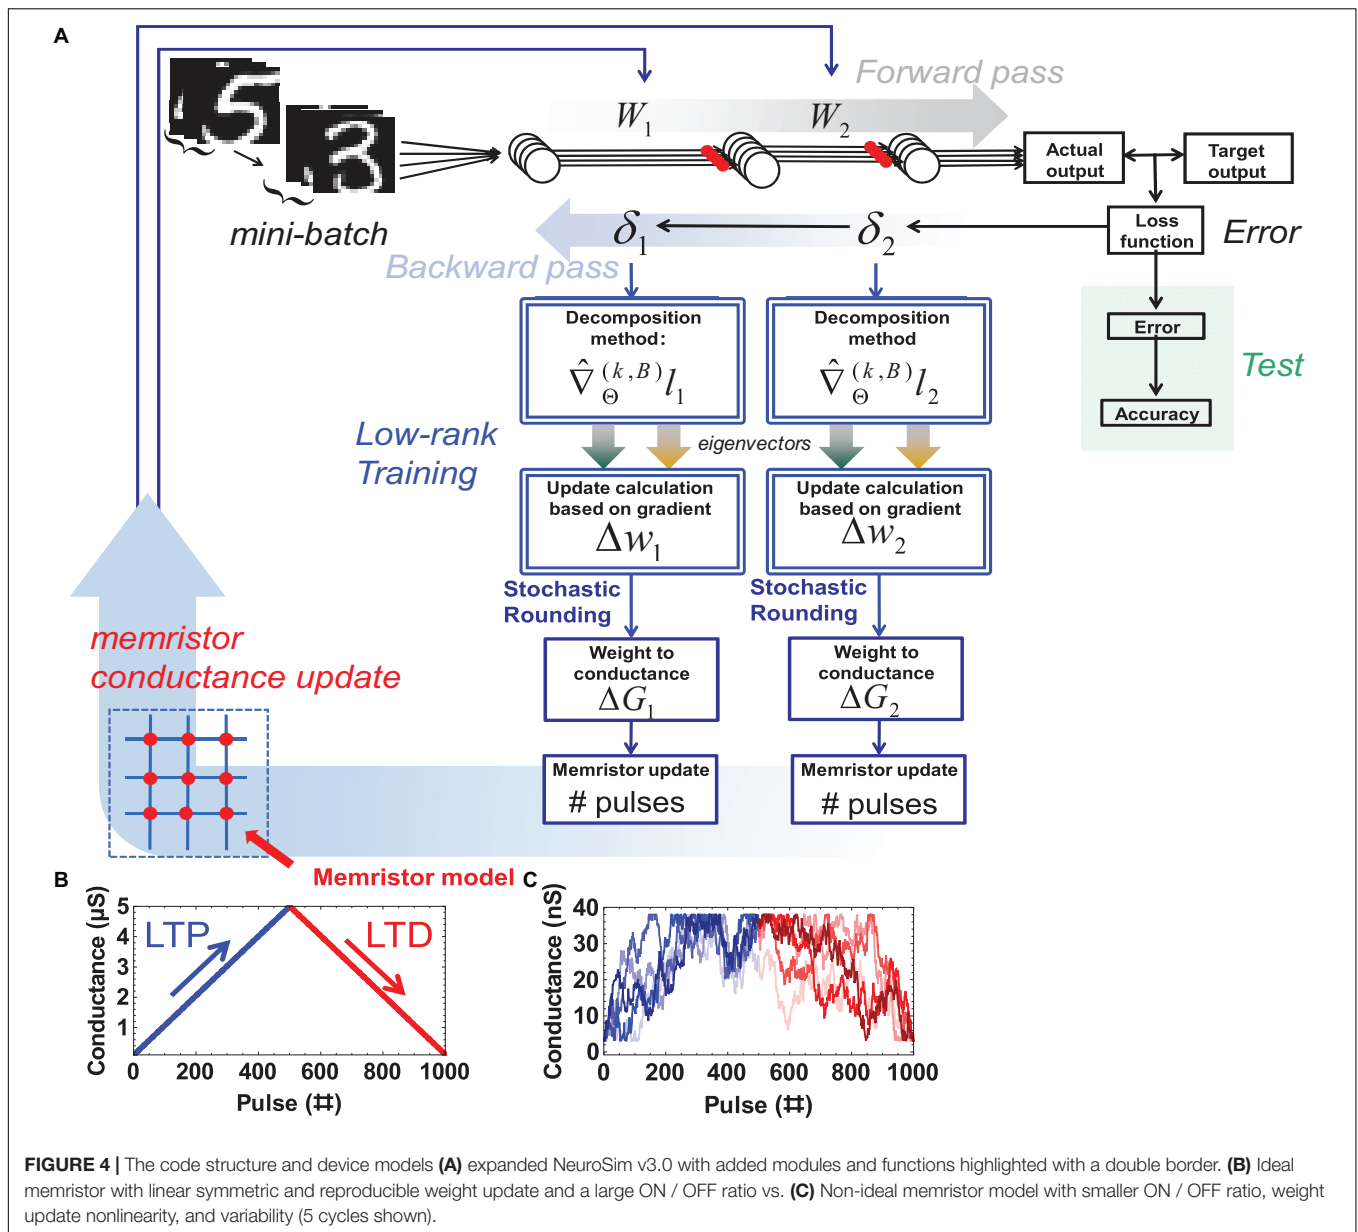 A
Forward pass
W1
W2
Actual output
Target output
mini-batch
δ1
δ2
Loss function
Error
Backward pass
Decomposition method:
∇̂Θ(k,B) l1
Decomposition method
∇̂Θ(k,B) l2
Error
Test
Accuracy
Low-rank Training
eigenvectors
Update calculation based on gradient
Δw1
Update calculation based on gradient
Δw2
Stochastic Rounding
Stochastic Rounding
memristor conductance update
Weight to conductance
ΔG1
Weight to conductance
ΔG2
Memristor update
# pulses
Memristor update
# pulses
Memristor model
B
Conductance (µS)
5
4
3
2
1
LTP
LTD
0 200 400 600 800 1000
Pulse (#)
C
Conductance (nS)
40
30
20
10
0
0 200 400 600 800 1000
Pulse (#)
FIGURE 4 | The code structure and device models (A) expanded NeuroSim v3.0 with added modules and functions highlighted with a double border. (B) Ideal
memristor with linear symmetric and reproducible weight update and a large ON / OFF ratio vs. (C) Non-ideal memristor model with smaller ON / OFF ratio, weight
update nonlinearity, and variability (5 cycles shown).